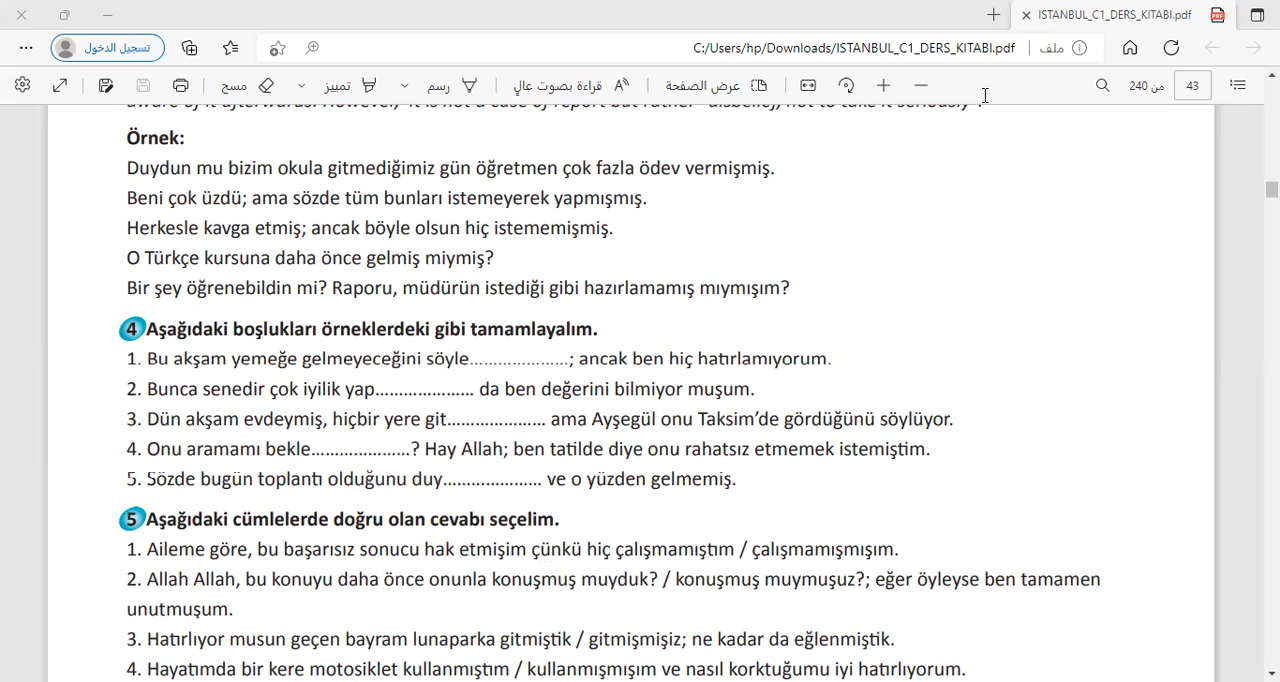 ISTANBUL_C1_DERS_KITABI.pdf
تسجيل الدخول
C:/Users/hp/Downloads/ISTANBUL_C1_DERS_KITABI.pdf
ملف
مسح
تمييز
رسم
قراءة بصوت عالٍ
عرض الصفحة
من 240
43
Örnek:
Duydun mu bizim okula gitmediğimiz gün öğretmen çok fazla ödev vermişmiş.
Beni çok üzdü; ama sözde tüm bunları istemeyerek yapmışmış.
Herkesle kavga etmiş; ancak böyle olsun hiç istememişmiş.
O Türkçe kursuna daha önce gelmiş miymiş?
Bir şey öğrenebildin mi? Raporu, müdürün istediği gibi hazırlamamış mıymışım?
4 Aşağıdaki boşlukları örneklerdeki gibi tamamlayalım.
1. Bu akşam yemeğe gelmeyeceğini söyle....................; ancak ben hiç hatırlamıyorum.
2. Bunca senedir çok iyilik yap.................... da ben değerini bilmiyor muşum.
3. Dün akşam evdeymiş, hiçbir yere git.................... ama Ayşegül onu Taksim’de gördüğünü söylüyor.
4. Onu aramamı bekle....................? Hay Allah; ben tatilde diye onu rahatsız etmemek istemiştim.
5. Sözde bugün toplantı olduğunu duy.................... ve o yüzden gelmemiş.
5 Aşağıdaki cümlelerde doğru olan cevabı seçelim.
1. Aileme göre, bu başarısız sonucu hak etmişim çünkü hiç çalışmamıştım / çalışmamışmışım.
2. Allah Allah, bu konuyu daha önce onunla konuşmuş muyduk? / konuşmuş muymuşuz?; eğer öyleyse ben tamamen
unutmuşum.
3. Hatırlıyor musun geçen bayram lunaparka gitmiştik / gitmişmişiz; ne kadar da eğlenmiştik.
4. Hayatımda bir kere motosiklet kullanmıştım / kullanmışmışım ve nasıl korktuğumu iyi hatırlıyorum.